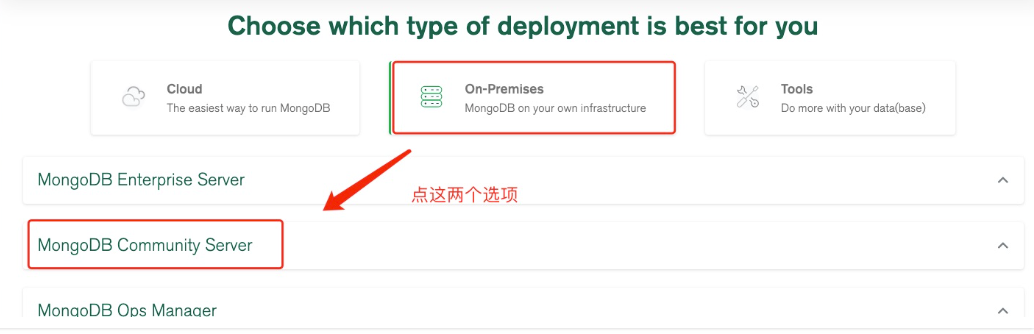 Choose which type of deployment is best for you
Cloud
The easiest way to run MongoDB
On-Premises
MongoDB on your own infrastructure
Tools
Do more with your data(base)
MongoDB Enterprise Server
点这两个选项
MongoDB Community Server
MongoDB Ops Manager